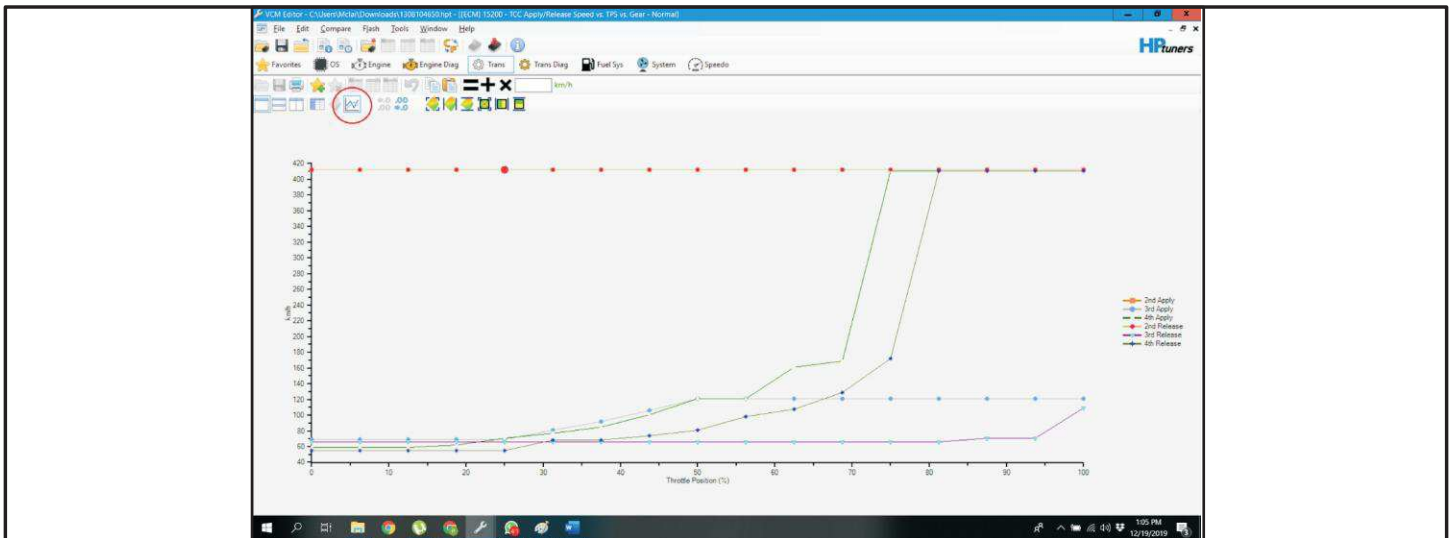 VCM Editor - C:\Users\Mclai\Downloads\1308104650.hpt - [(ECM) 15200 - TCC Apply/Release Speed vs. TPS vs. Gear - Normal]
File Edit Compare Flash Tools Window Help
HPtuners
Favorites OS Engine Engine Diag Trans Trans Diag Fuel Sys System Speedo
km/h
420
400
380
360
340
320
300
280
260
240
220
200
180
160
140
120
100
80
60
40
km/h
2nd Apply
3rd Apply
4th Apply
2nd Release
3rd Release
4th Release
0 10 20 30 40 50 60 70 80 90 100
Throttle Position (%)
1:05 PM
12/19/2019